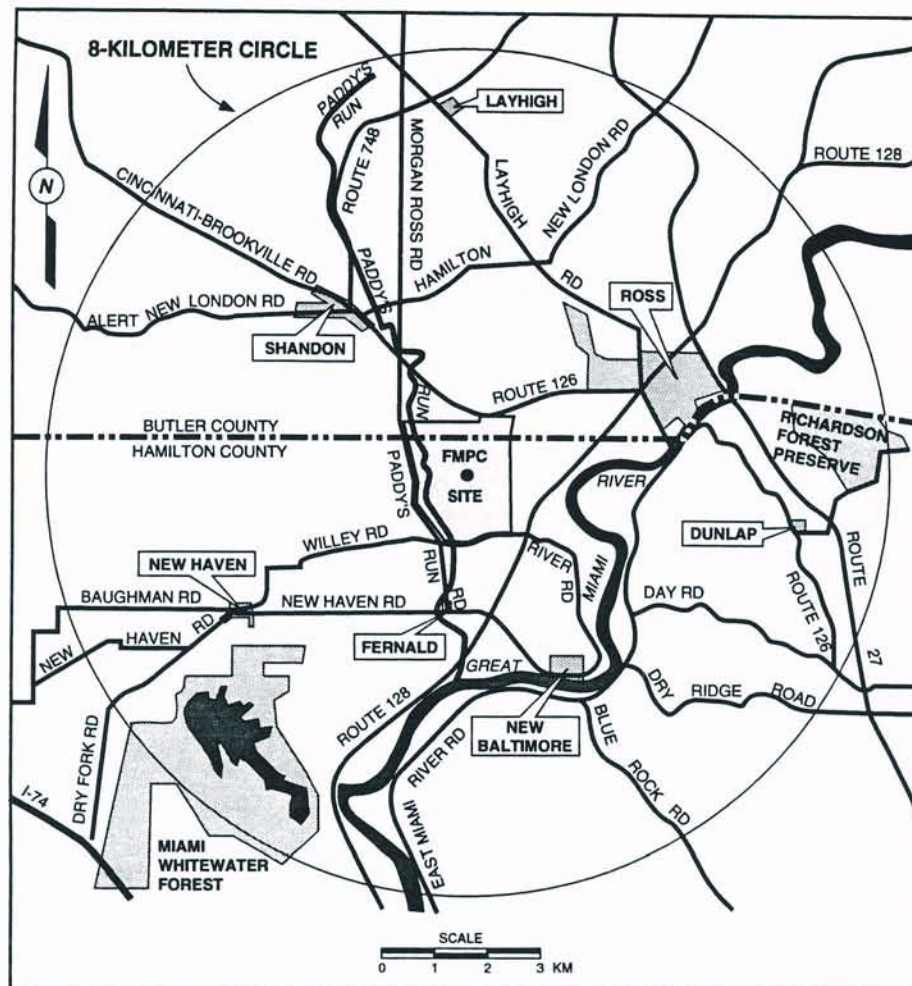 8-KILOMETER CIRCLE
PADDY'S
RUN
LAYHIGH
ROUTE 748
MORGAN ROSS RD
LAYHIGH
RD
NEW LONDON RD
ROUTE 128
N
CINCINNATI-BROOKVILLE RD
PADDY'S
HAMILTON
ROSS
ALERT NEW LONDON RD
SHANDON
RUN
ROUTE 126
BUTLER COUNTY
HAMILTON COUNTY
RICHARDSON
FOREST
PRESERVE
FMPC
SITE
PADDY'S
RUN
RD
RIVER
MIAMI
GREAT
DUNLAP
WILLEY RD
RIVER
RD
NEW HAVEN
BAUGHMAN RD
NEW HAVEN RD
DAY RD
ROUTE 126
ROUTE
27
NEW HAVEN RD
FERNALD
DRY RIDGE ROAD
NEW
BALTIMORE
BLUE
ROCK RD
ROUTE 128
RIVER RD
EAST MIAMI
DRY FORK RD
I-74
MIAMI
WHITEWATER
FOREST
SCALE
0 1 2 3 KM